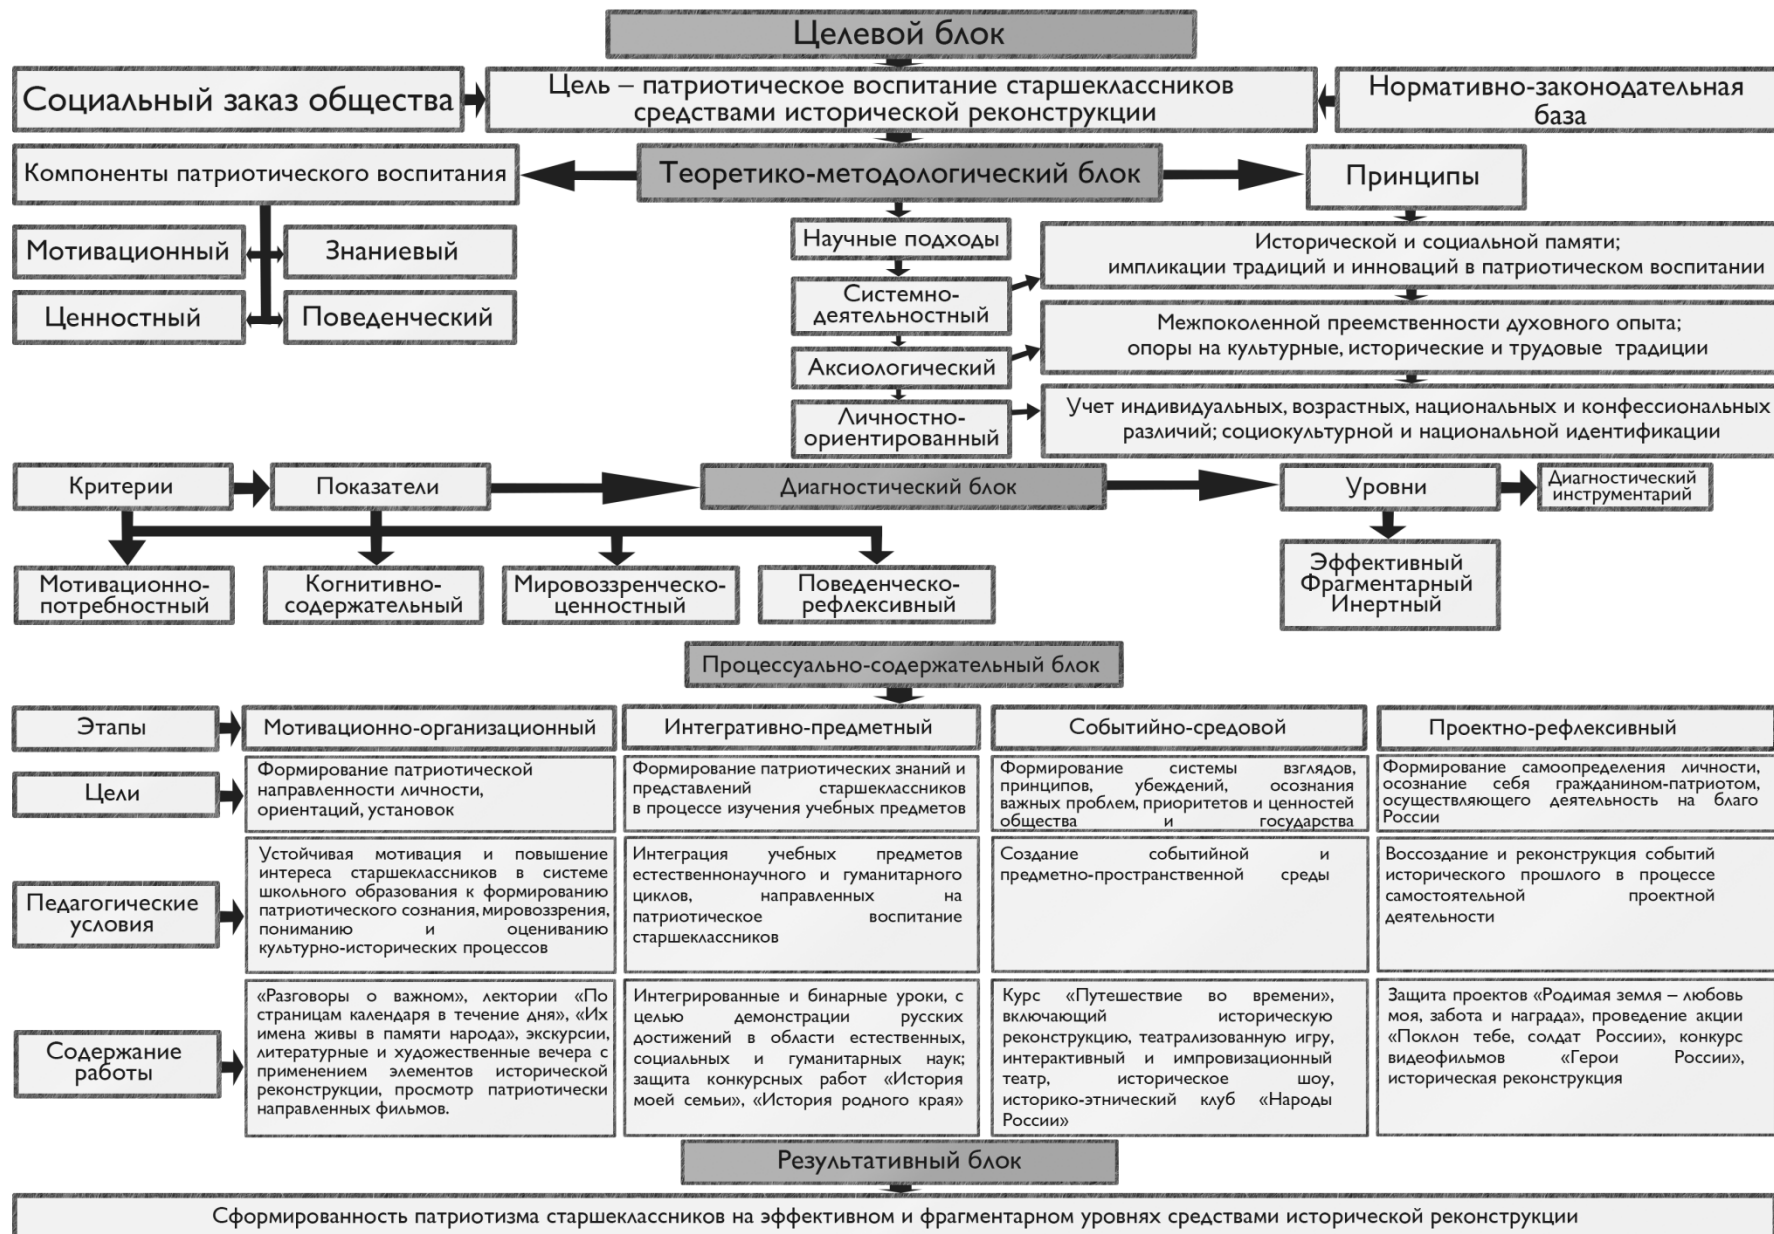 Целевой блок
Социальный заказ общества
Цель – патриотическое воспитание старшеклассников
средствами исторической реконструкции
Нормативно-законодательная
база
Компоненты патриотического воспитания
Теоретико-методологический блок
Принципы
Мотивационный
Знаниевый
Ценностный
Поведенческий
Научные подходы
Системно-
деятельностный
Аксиологический
Личностно-
ориентированный
Исторической и социальной памяти;
импликации традиций и инноваций в патриотическом воспитании
Межпоколенной преемственности духовного опыта;
опоры на культурные, исторические и трудовые традиции
Учет индивидуальных, возрастных, национальных и конфессиональных
различий; социокультурной и национальной идентификации
Критерии
Показатели
Диагностический блок
Уровни
Диагностический
инструментарий
Мотивационно-
потребностный
Когнитивно-
содержательный
Мировоззренческо-
ценностный
Поведенческо-
рефлексивный
Эффективный
Фрагментарный
Инертный
Процессуально-содержательный блок
Этапы
Мотивационно-организационный
Интегративно-предметный
Событийно-средовой
Проектно-рефлексивный
Цели
Формирование патриотической
направленности личности,
ориентаций, установок
Формирование патриотических знаний и
представлений старшеклассников
в процессе изучения учебных предметов
Формирование системы взглядов,
принципов, убеждений, осознания
важных проблем, приоритетов и ценностей
общества и государства
Формирование самоопределения личности,
осознание себя гражданином-патриотом,
осуществляющего деятельность на благо
России
Педагогические
условия
Устойчивая мотивация и повышение
интереса старшеклассников в системе
школьного образования к формированию
патриотического сознания, мировоззрения,
пониманию и оцениванию
культурно-исторических процессов
Интеграция учебных предметов
естественнонаучного и гуманитарного
циклов, направленных на
патриотическое воспитание
старшеклассников
Создание событийной и
предметно-пространственной среды
Воссоздание и реконструкция событий
исторического прошлого в процессе
самостоятельной проектной
деятельности
Содержание
работы
«Разговоры о важном», лектории «По
страницам календаря в течение дня», «Их
имена живы в памяти народа», экскурсии,
литературные и художественные вечера с
применением элементов исторической
реконструкции, просмотр патриотически
направленных фильмов.
Интегрированные и бинарные уроки, с
целью демонстрации русских
достижений в области естественных,
социальных и гуманитарных наук;
защита конкурсных работ «История
моей семьи», «История родного края»
Курс «Путешествие во времени»,
включающий историческую
реконструкцию, театрализованную игру,
интерактивный и импровизационный
театр, историческое шоу,
историко-этнический клуб «Народы
России»
Защита проектов «Родимая земля – любовь
моя, забота и награда», проведение акции
«Поклон тебе, солдат России», конкурс
видеофильмов «Герои России»,
историческая реконструкция
Результативный блок
Сформированность патриотизма старшеклассников на эффективном и фрагментарном уровнях средствами исторической реконструкции